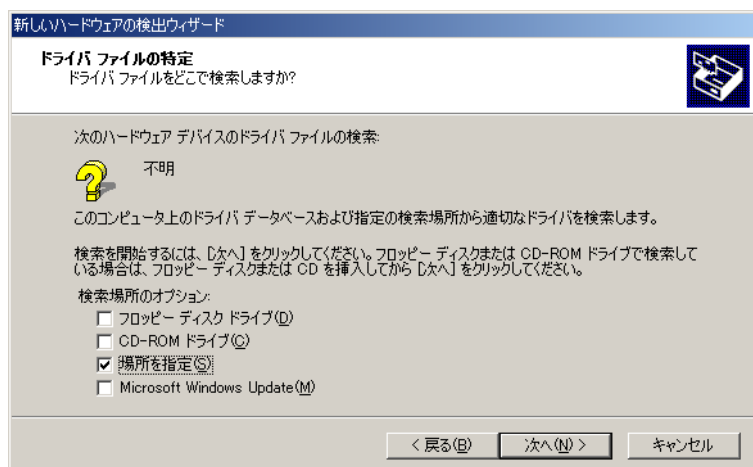 新しいハードウェアの検出ウィザード
ドライバ ファイルの特定
ドライバ ファイルをどこで検索しますか?
次のハードウェア デバイスのドライバ ファイルの検索:
不明
このコンピュータ上のドライバ データベースおよび指定の検索場所から適切なドライバを検索します。
検索を開始するには、[次へ] をクリックしてください。フロッピー ディスクまたは CD-ROM ドライブで検索して
いる場合は、フロッピー ディスクまたは CD を挿入してから [次へ] をクリックしてください。
検索場所のオプション:
フロッピー ディスク ドライブ(D)
CD-ROM ドライブ(C)
場所を指定(S)
Microsoft Windows Update(M)
< 戻る(B) 次へ(N) > キャンセル